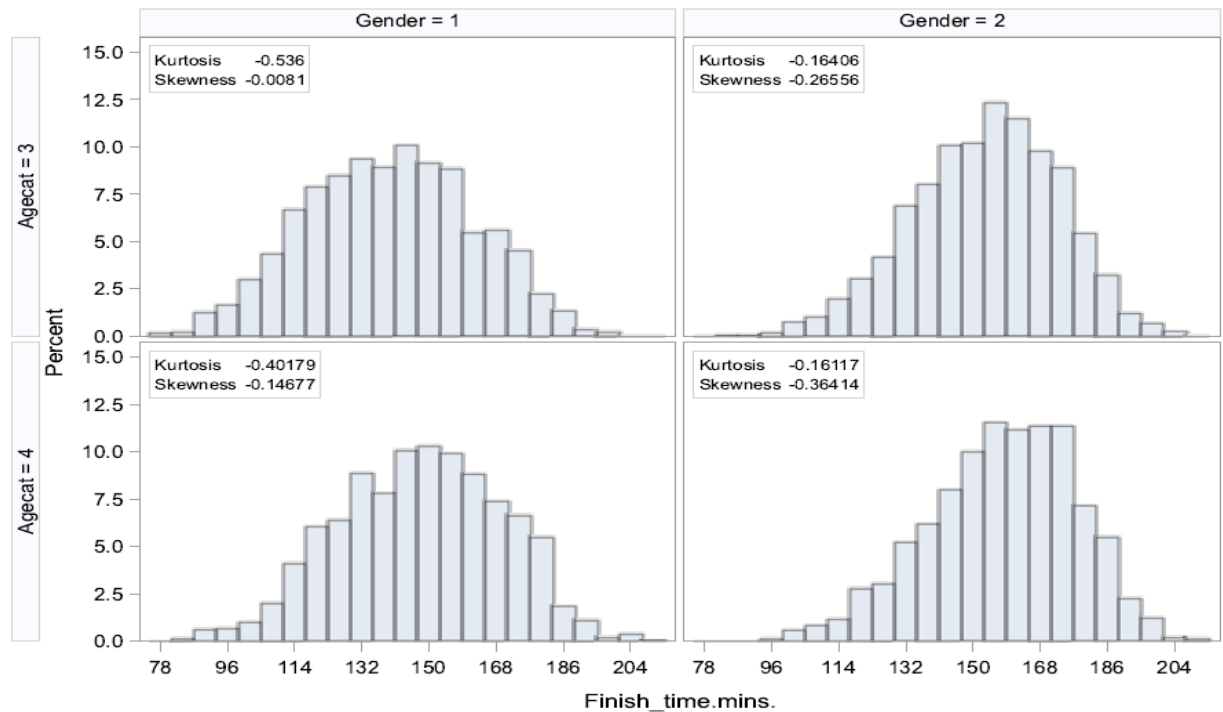 Gender = 1
Gender = 2
Agecat = 3
Agecat = 4
Percent
15.0
12.5
10.0
7.5
5.0
2.5
0.0
Kurtosis -0.536
Skewness -0.0081
Kurtosis -0.16406
Skewness -0.26556
15.0
12.5
10.0
7.5
5.0
2.5
0.0
Kurtosis -0.40179
Skewness -0.14677
Kurtosis -0.16117
Skewness -0.36414
78 96 114 132 150 168 186 204
78 96 114 132 150 168 186 204
Finish_time.mins.